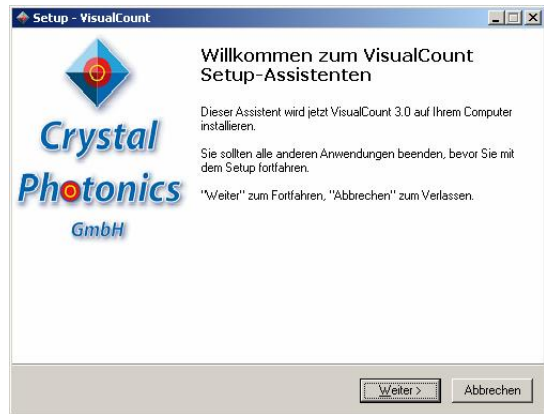 Setup - VisualCount
Willkommen zum VisualCount
Setup-Assistenten
Dieser Assistent wird jetzt VisualCount 3.0 auf Ihrem Computer
installieren.
Sie sollten alle anderen Anwendungen beenden, bevor Sie mit
dem Setup fortfahren.
"Weiter" zum Fortfahren, "Abbrechen" zum Verlassen.
Crystal
Photonics
GmbH
Weiter >
Abbrechen